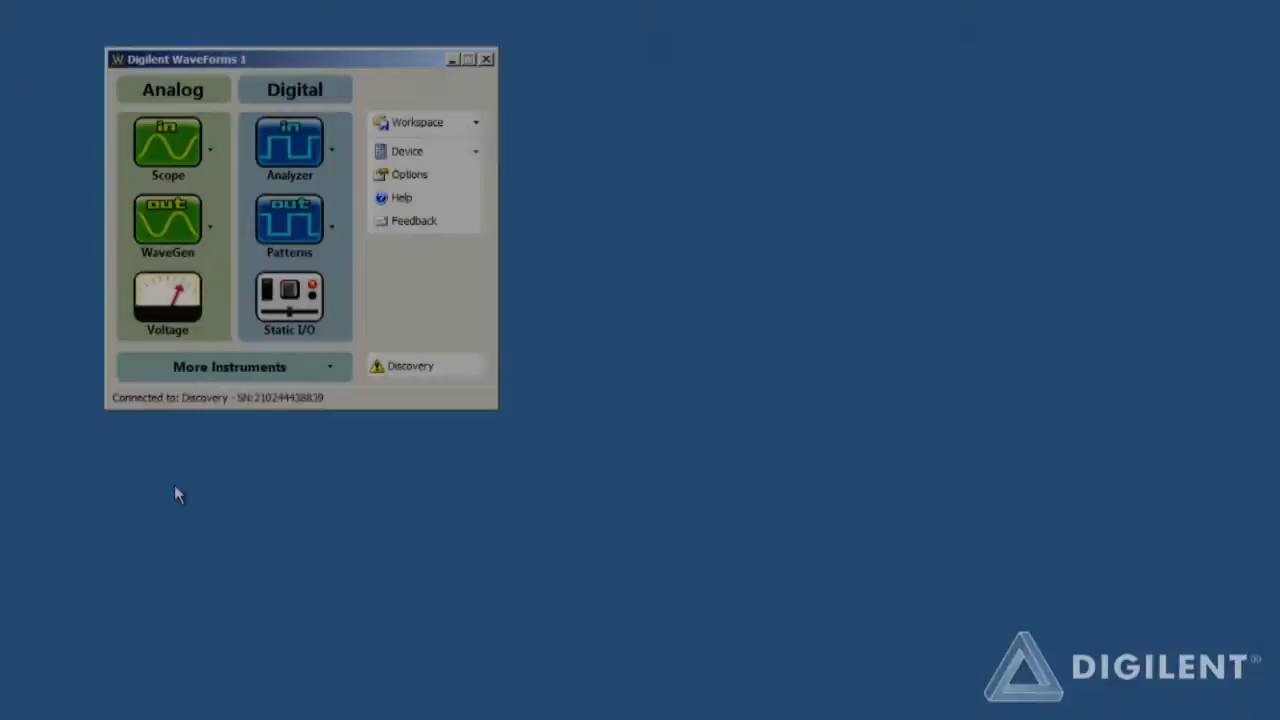 Digilent WaveForms 1
Analog
Digital
in
in
Scope
Analyzer
out
out
WaveGen
Patterns
Voltage
Static I/O
More Instruments
Workspace
Device
Options
Help
Feedback
Discovery
Connected to: Discovery - SN:210244438839
DIGILENT®